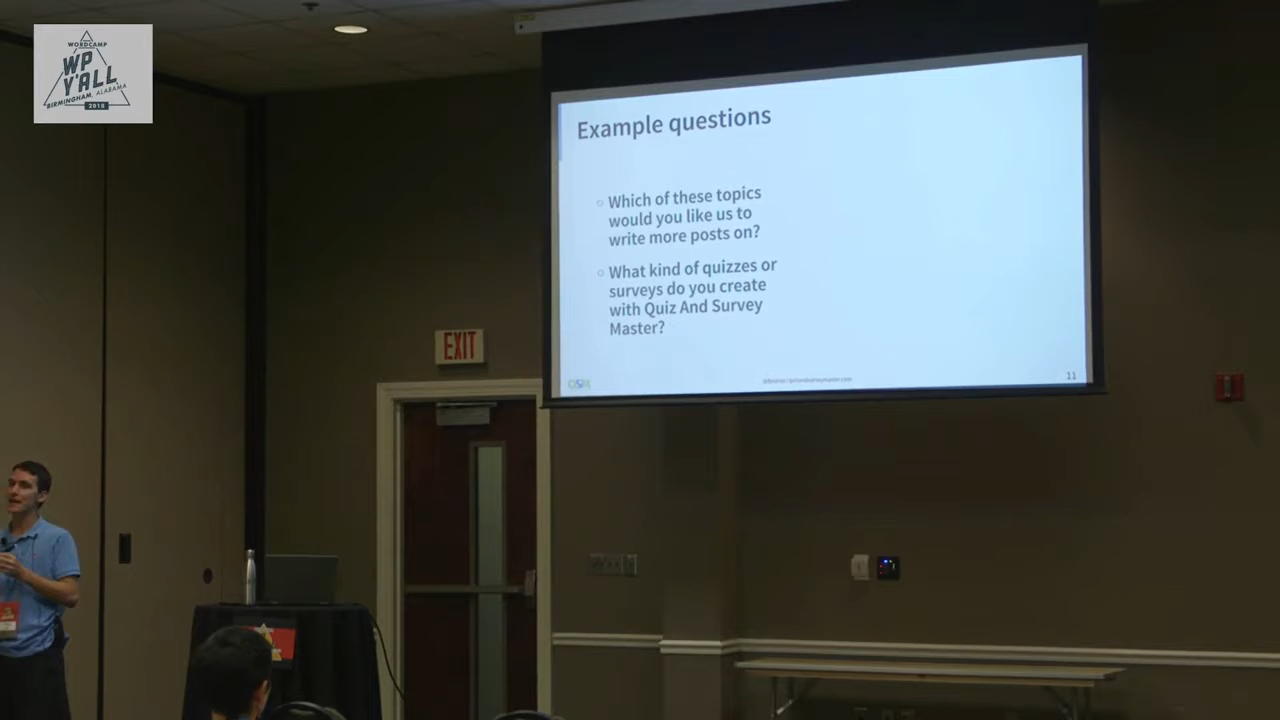 WORDCAMP
WP
Y'ALL
BIRMINGHAM, ALABAMA
2018
Example questions
Which of these topics
would you like us to
write more posts on?
What kind of quizzes or
surveys do you create
with Quiz And Survey
Master?
QSM
11
EXIT